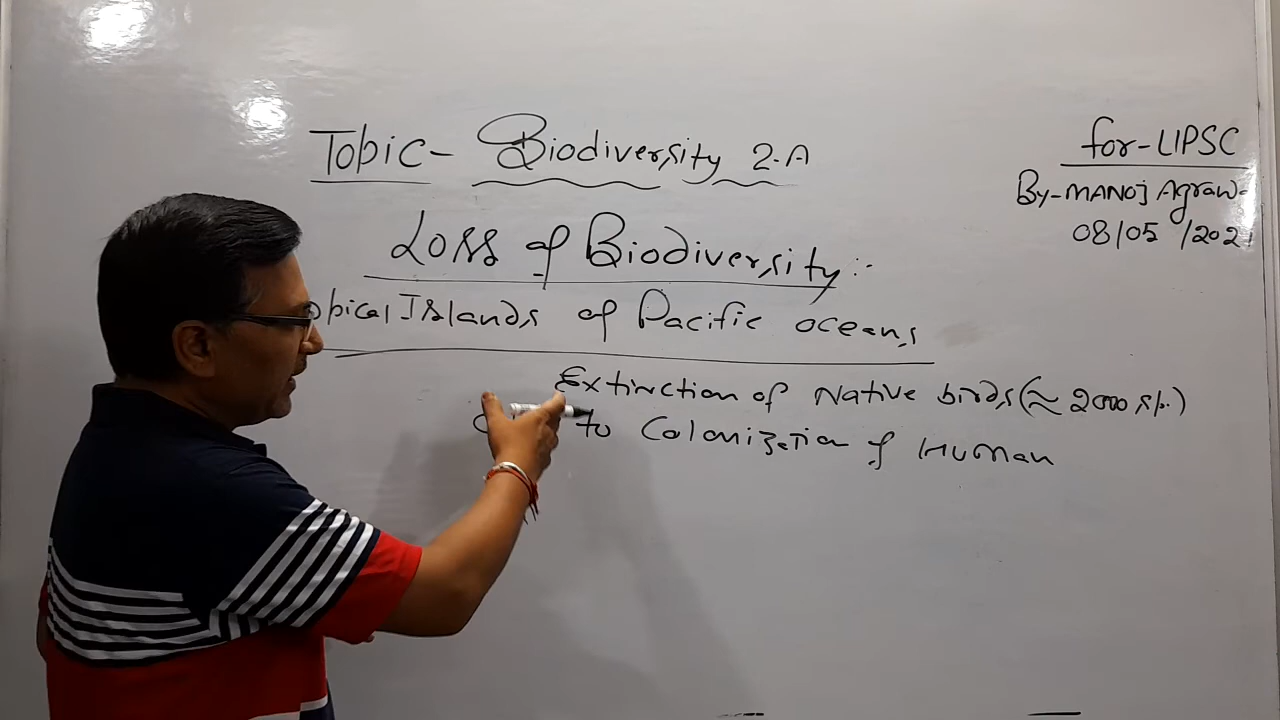 Topic- Biodiversity 2.A
for-LIPSC
By-MANOJ Agraw
08/05/202
Loss of Biodiversity:-
opical Islands of Pacific oceans
Extinction of Native birds (≈ 2000 sp.)
to Colonization of Human